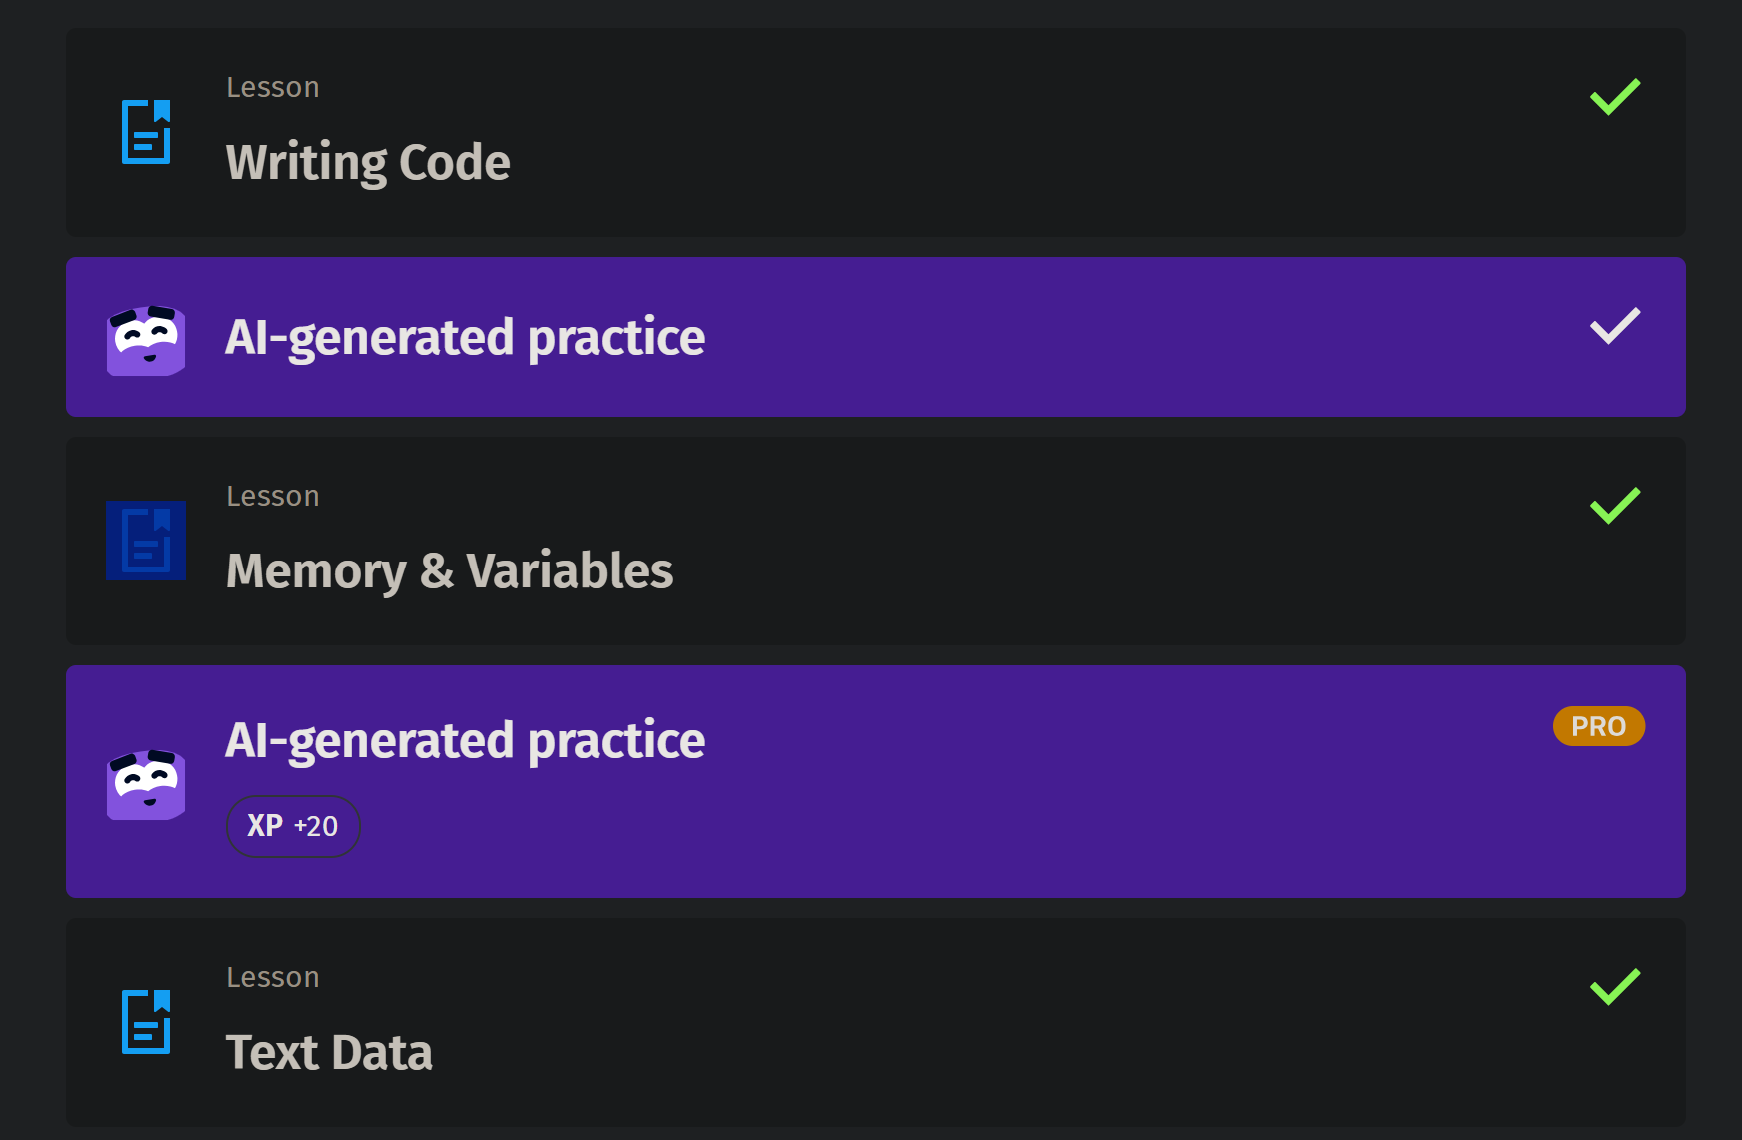 Lesson
Writing Code
AI-generated practice
Lesson
Memory & Variables
AI-generated practice
PRO
XP +20
Lesson
Text Data